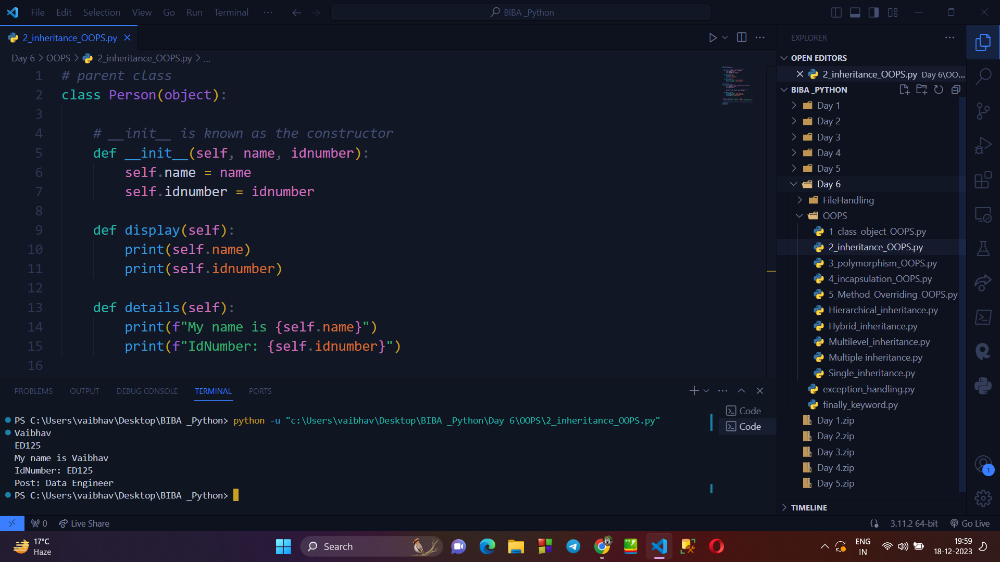 File Edit Selection View Go Run Terminal ···
BIBA _Python
2_inheritance_OOPS.py
Day 6 > OOPS > 2_inheritance_OOPS.py > ...
1 # parent class
2 class Person(object):
3
4 # __init__ is known as the constructor
5 def __init__(self, name, idnumber):
6 self.name = name
7 self.idnumber = idnumber
8
9 def display(self):
10 print(self.name)
11 print(self.idnumber)
12
13 def details(self):
14 print(f"My name is {self.name}")
15 print(f"IdNumber: {self.idnumber}")
16
PROBLEMS OUTPUT DEBUG CONSOLE TERMINAL PORTS
PS C:\Users\vaibhav\Desktop\BIBA _Python> python -u "c:\Users\vaibhav\Desktop\BIBA _Python\Day 6\OOPS\2_inheritance_OOPS.py"
Vaibhav
ED125
My name is Vaibhav
IdNumber: ED125
Post: Data Engineer
PS C:\Users\vaibhav\Desktop\BIBA _Python>
Code
Code
EXPLORER
OPEN EDITORS
2_inheritance_OOPS.py Day 6\OO...
BIBA _PYTHON
Day 1
Day 2
Day 3
Day 4
Day 5
Day 6
FileHandling
OOPS
1_class_object_OOPS.py
2_inheritance_OOPS.py
3_polymorphism_OOPS.py
4_incapsulation_OOPS.py
5_Method_Overriding_OOPS.py
Hierarchical_inheritance.py
Hybrid_inheritance.py
Multilevel_inheritance.py
Multiple inheritance.py
Single_inheritance.py
exception_handling.py
finally_keyword.py
Day 1.zip
Day 2.zip
Day 3.zip
Day 4.zip
Day 5.zip
TIMELINE
1
0 Live Share
3.11.2 64-bit Go Live
17°C
Haze
Search
ENG
IN
19:59
18-12-2023